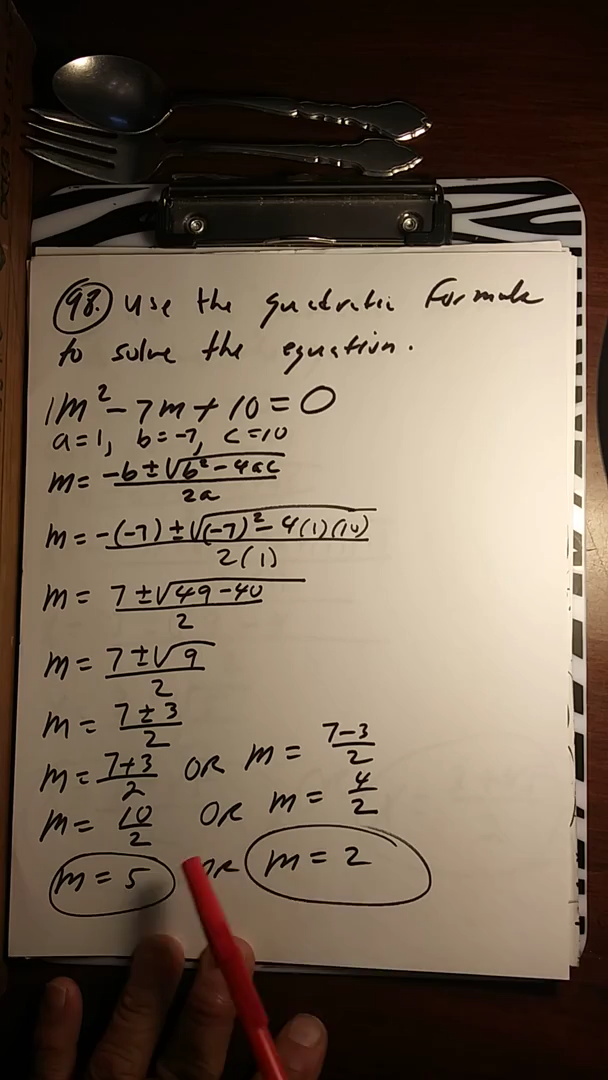 98. Use the quadratic Formula
to solve the equation.
1m² - 7m + 10 = 0
a=1, b=-7, c=10
m = (-b ± √(b² - 4ac)) / 2a
m = (-(-7) ± √((-7)² - 4(1)(10))) / 2(1)
m = (7 ± √(49 - 40)) / 2
m = (7 ± √9) / 2
m = (7 ± 3) / 2
m = (7+3)/2 OR m = (7-3)/2
m = 10/2 OR m = 4/2
m = 5 OR m = 2